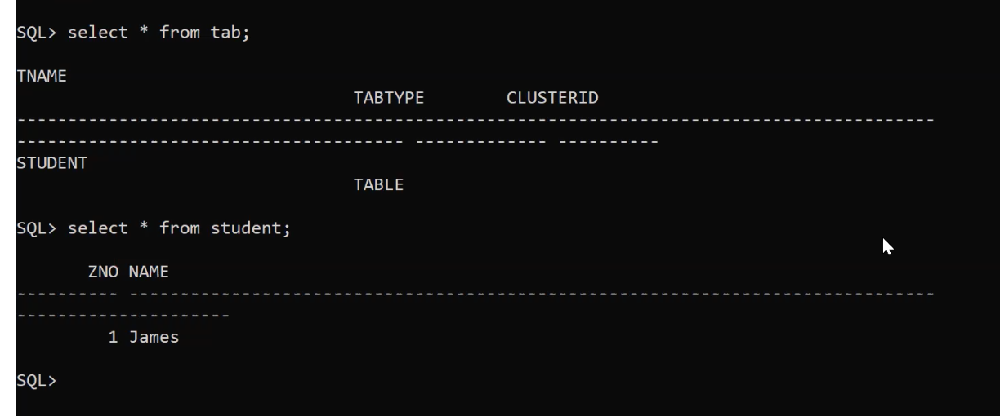 SQL> select * from tab;
TNAME
TABTYPE CLUSTERID
------------------------------------------------------------------------------------------
-------------------------------------- ------------- ----------
STUDENT
TABLE
SQL> select * from student;
ZNO NAME
---------- -------------------------------------------------------------------------------
---------------------
1 James
SQL>